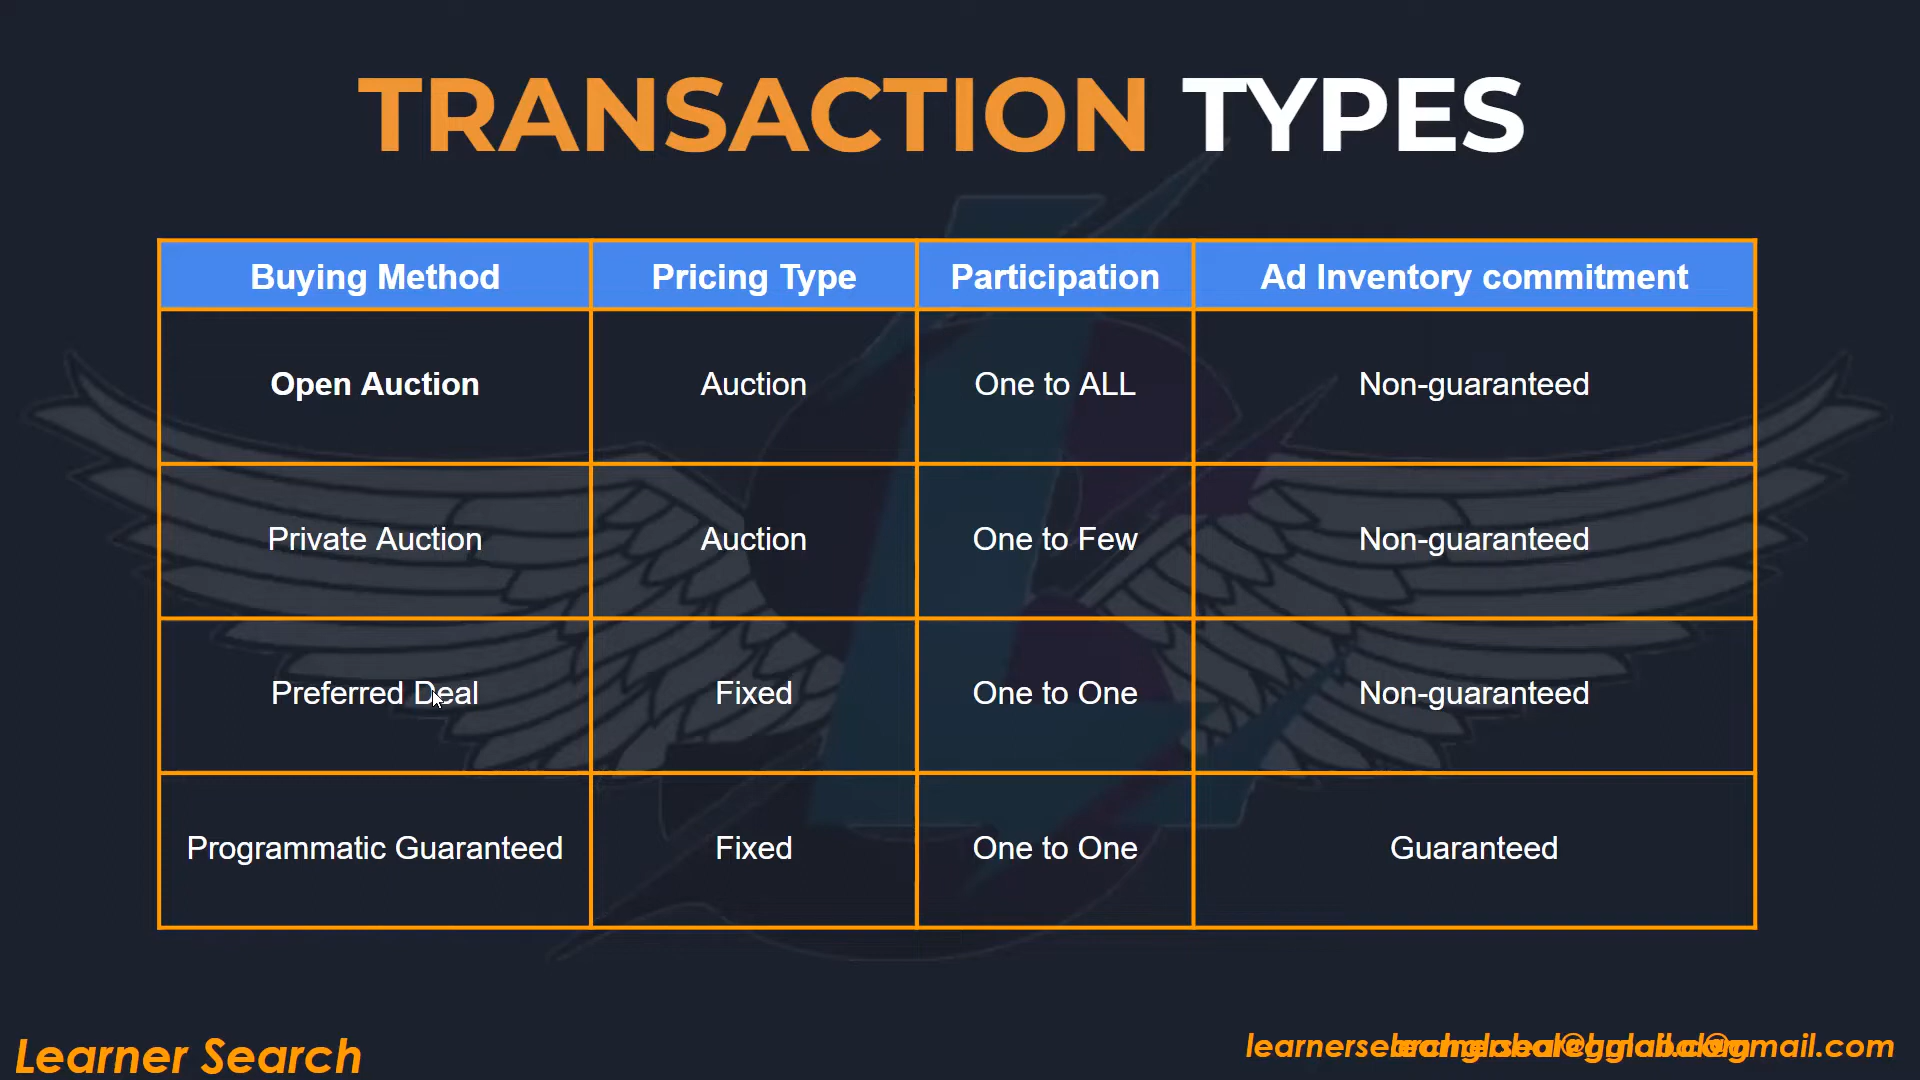 TRANSACTION TYPES
Buying Method Pricing Type Participation Ad Inventory commitment
Open Auction Auction One to ALL Non-guaranteed
Private Auction Auction One to Few Non-guaranteed
Preferred Deal Fixed One to One Non-guaranteed
Programmatic Guaranteed Fixed One to One Guaranteed
Learner Search